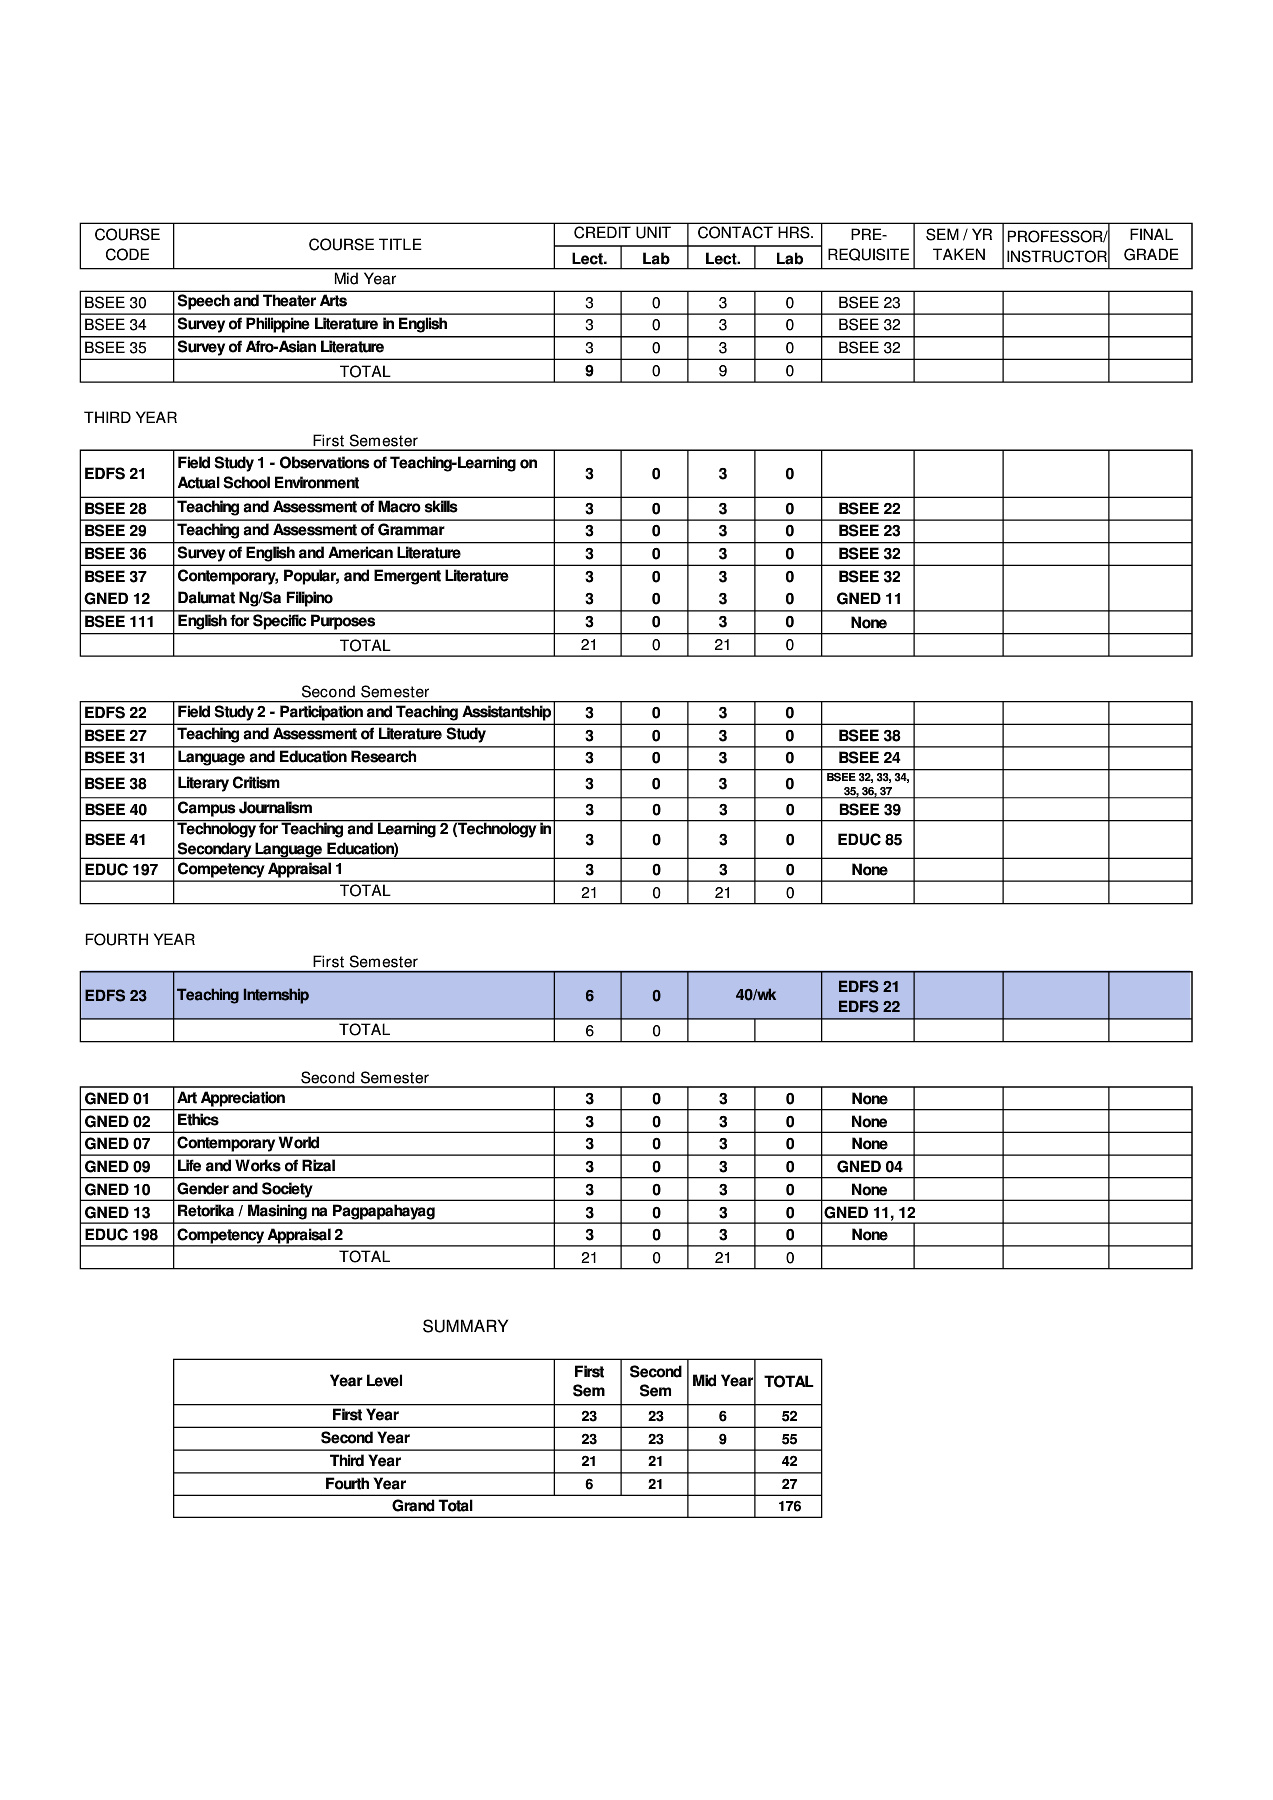 COURSE CODE COURSE TITLE CREDIT UNIT CONTACT HRS. PRE-REQUISITE SEM / YR TAKEN PROFESSOR/ INSTRUCTOR FINAL GRADE
Lect. Lab Lect. Lab
Mid Year
BSEE 30 Speech and Theater Arts 3 0 3 0 BSEE 23
BSEE 34 Survey of Philippine Literature in English 3 0 3 0 BSEE 32
BSEE 35 Survey of Afro-Asian Literature 3 0 3 0 BSEE 32
TOTAL 9 0 9 0
THIRD YEAR
First Semester
EDFS 21 Field Study 1 - Observations of Teaching-Learning on Actual School Environment 3 0 3 0
BSEE 28 Teaching and Assessment of Macro skills 3 0 3 0 BSEE 22
BSEE 29 Teaching and Assessment of Grammar 3 0 3 0 BSEE 23
BSEE 36 Survey of English and American Literature 3 0 3 0 BSEE 32
BSEE 37 Contemporary, Popular, and Emergent Literature 3 0 3 0 BSEE 32
GNED 12 Dalumat Ng/Sa Filipino 3 0 3 0 GNED 11
BSEE 111 English for Specific Purposes 3 0 3 0 None
TOTAL 21 0 21 0
Second Semester
EDFS 22 Field Study 2 - Participation and Teaching Assistantship 3 0 3 0
BSEE 27 Teaching and Assessment of Literature Study 3 0 3 0 BSEE 38
BSEE 31 Language and Education Research 3 0 3 0 BSEE 24
BSEE 38 Literary Critism 3 0 3 0 BSEE 32, 33, 34, 35, 36, 37
BSEE 40 Campus Journalism 3 0 3 0 BSEE 39
BSEE 41 Technology for Teaching and Learning 2 (Technology in Secondary Language Education) 3 0 3 0 EDUC 85
EDUC 197 Competency Appraisal 1 3 0 3 0 None
TOTAL 21 0 21 0
FOURTH YEAR
First Semester
EDFS 23 Teaching Internship 6 0 40/wk EDFS 21 EDFS 22
TOTAL 6 0
Second Semester
GNED 01 Art Appreciation 3 0 3 0 None
GNED 02 Ethics 3 0 3 0 None
GNED 07 Contemporary World 3 0 3 0 None
GNED 09 Life and Works of Rizal 3 0 3 0 GNED 04
GNED 10 Gender and Society 3 0 3 0 None
GNED 13 Retorika / Masining na Pagpapahayag 3 0 3 0 GNED 11, 12
EDUC 198 Competency Appraisal 2 3 0 3 0 None
TOTAL 21 0 21 0
SUMMARY
Year Level First Sem Second Sem Mid Year TOTAL
First Year 23 23 6 52
Second Year 23 23 9 55
Third Year 21 21 42
Fourth Year 6 21 27
Grand Total 176